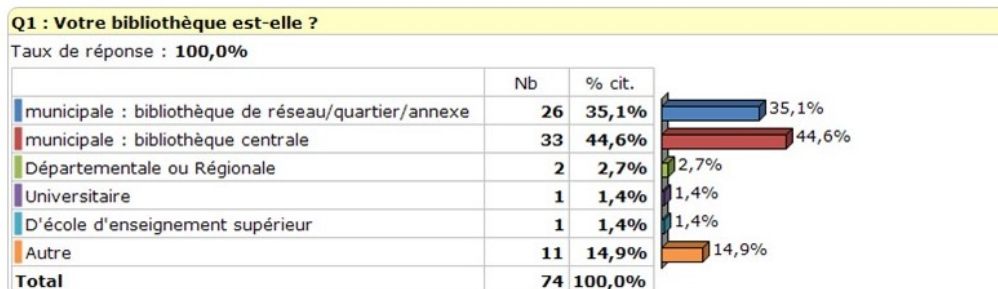 Q1 : Votre bibliothèque est-elle ?
Taux de réponse : 100,0%
Nb % cit.
municipale : bibliothèque de réseau/quartier/annexe 26 35,1% 35,1%
municipale : bibliothèque centrale 33 44,6% 44,6%
Départementale ou Régionale 2 2,7% 2,7%
Universitaire 1 1,4% 1,4%
D'école d'enseignement supérieur 1 1,4% 1,4%
Autre 11 14,9% 14,9%
Total 74 100,0%